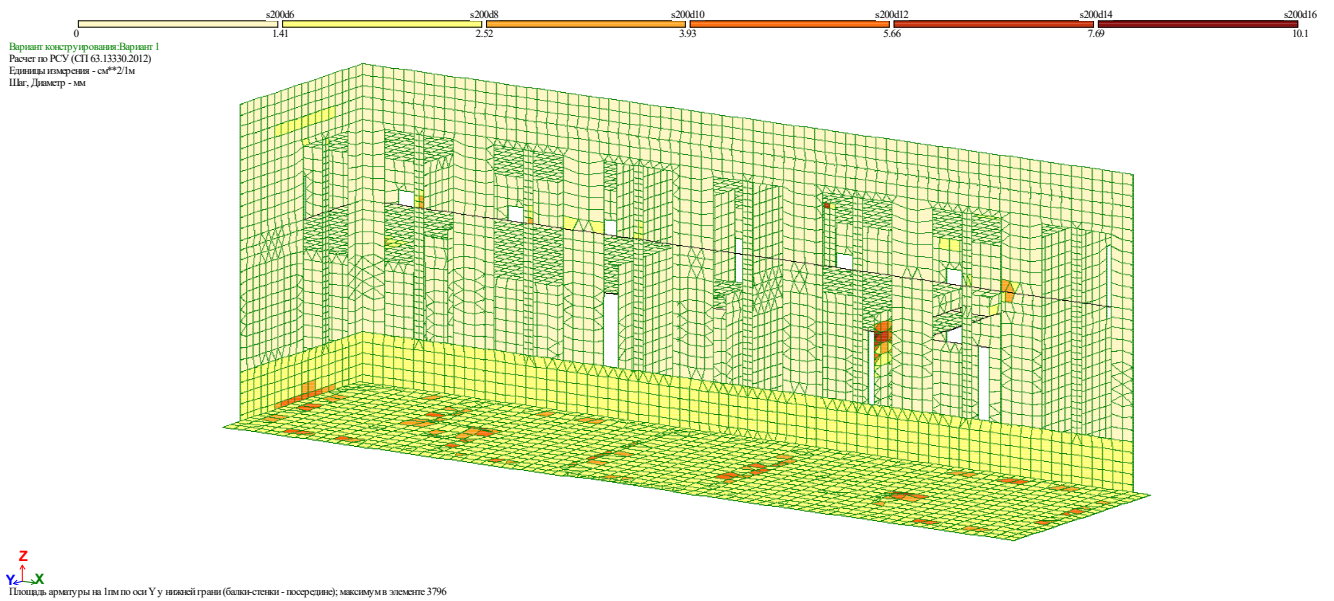 s200d6 s200d8 s200d10 s200d12 s200d14 s200d16
0 1.41 2.52 3.93 5.66 7.69 10.1
Вариант конструирования:Вариант 1
Расчет по РСУ (СП 63.13330.2012)
Единицы измерения - см**2/1м
Шаг, Диаметр - мм
Z
Y X
Площадь арматуры на 1пм по оси Y у нижней грани (балки-стенки - посередине); максимум в элементе 3796